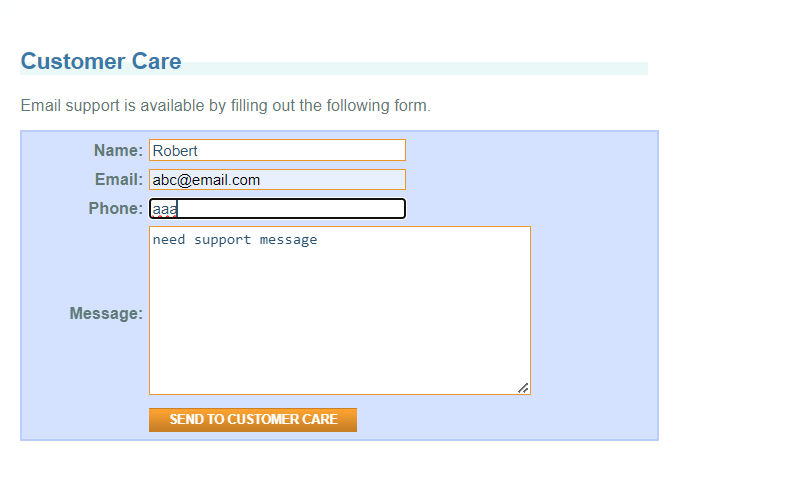 Customer Care
Email support is available by filling out the following form.
Name: Robert
Email: abc@email.com
Phone: aaa
Message: need support message
SEND TO CUSTOMER CARE